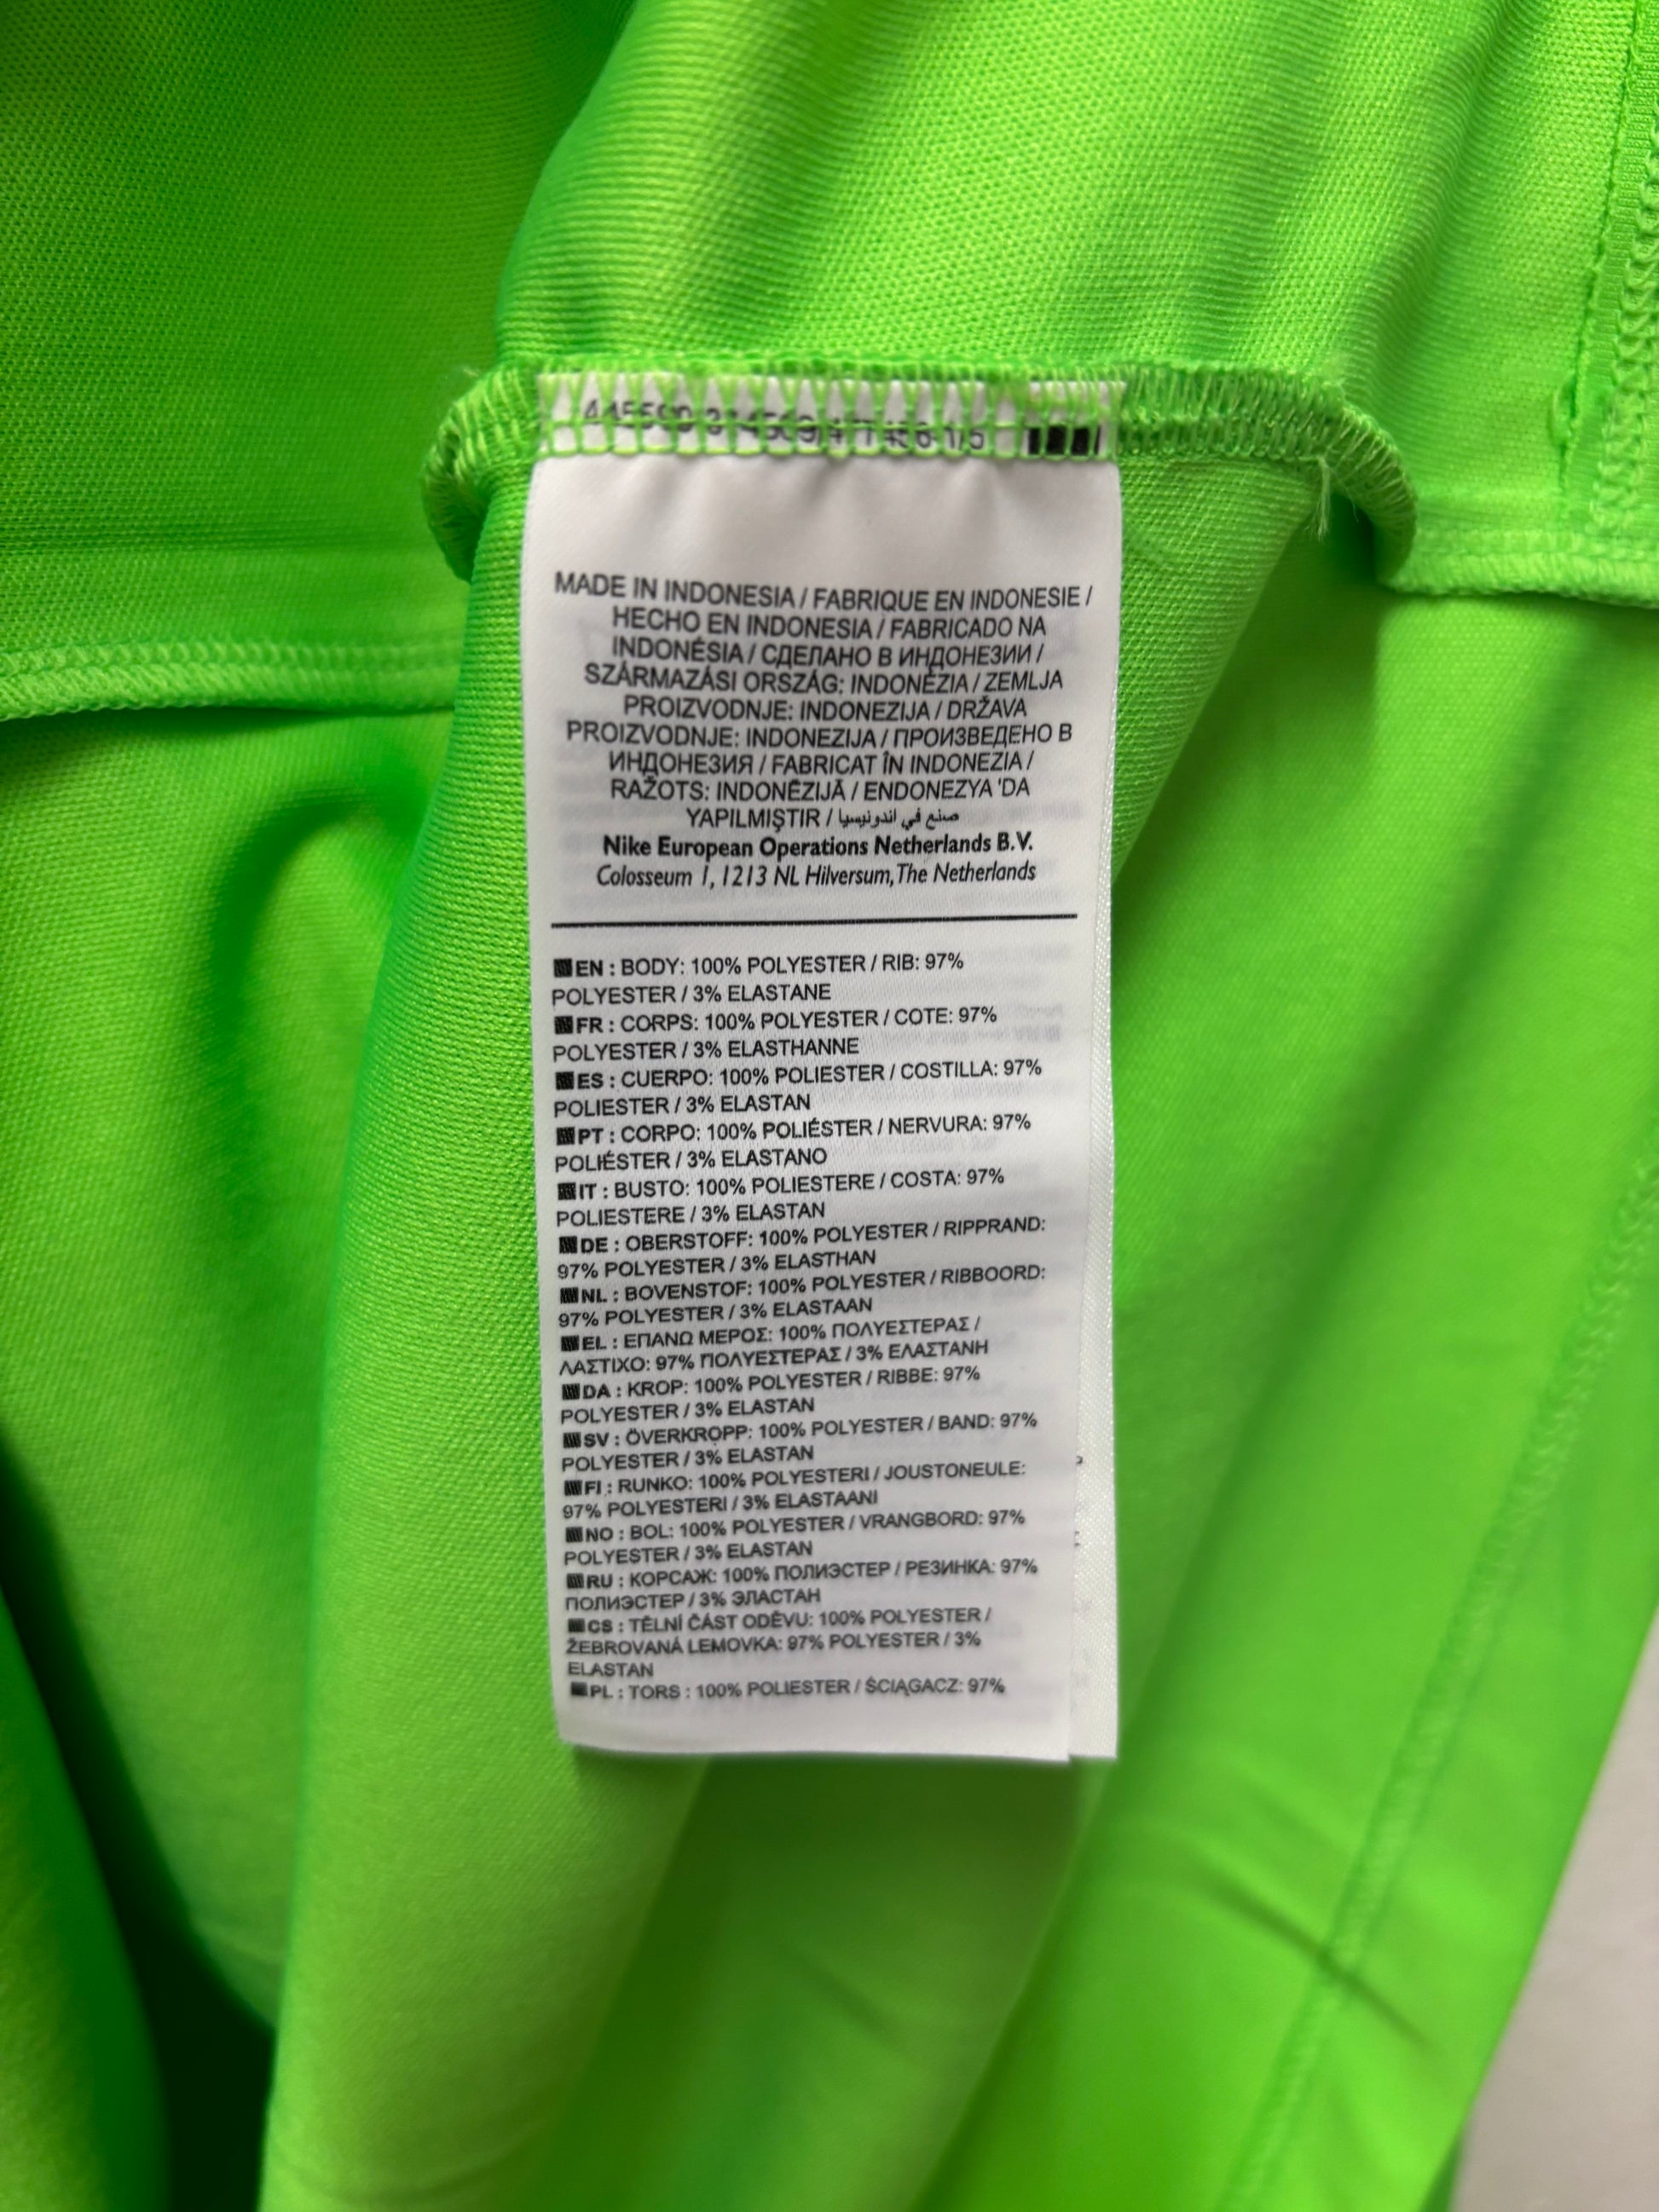 MADE IN INDONESIA / FABRIQUE EN INDONESIE /
HECHO EN INDONESIA / FABRICADO NA
INDONÉSIA / СДЕЛАНО В ИНДОНЕЗИИ /
SZÁRMAZÁSI ORSZÁG: INDONÉZIA / ZEMLJA
PROIZVODNJE: INDONEZIJA / DRŽAVA
PROIZVODNJE: INDONEZIJA / ПРОИЗВЕДЕНО В
ИНДОНЕЗИЯ / FABRICAT ÎN INDONEZIA /
RAŽOTS: INDONĒZIJĀ / ENDONEZYA 'DA
YAPILMIŞTIR / صنع في اندونيسيا
Nike European Operations Netherlands B.V.
Colosseum 1, 1213 NL Hilversum, The Netherlands
EN : BODY: 100% POLYESTER / RIB: 97%
POLYESTER / 3% ELASTANE
FR : CORPS: 100% POLYESTER / COTE: 97%
POLYESTER / 3% ELASTHANNE
ES : CUERPO: 100% POLIESTER / COSTILLA: 97%
POLIESTER / 3% ELASTAN
PT : CORPO: 100% POLIÉSTER / NERVURA: 97%
POLIÉSTER / 3% ELASTANO
IT : BUSTO: 100% POLIESTERE / COSTA: 97%
POLIESTERE / 3% ELASTAN
DE : OBERSTOFF: 100% POLYESTER / RIPPRAND:
97% POLYESTER / 3% ELASTHAN
NL : BOVENSTOF: 100% POLYESTER / RIBBOORD:
97% POLYESTER / 3% ELASTAAN
EL : ΕΠΑΝΩ ΜΕΡΟΣ: 100% ΠΟΛΥΕΣΤΕΡΑΣ /
ΛΑΣΤΙΧΟ: 97% ΠΟΛΥΕΣΤΕΡΑΣ / 3% ΕΛΑΣΤΑΝΗ
DA : KROP: 100% POLYESTER / RIBBE: 97%
POLYESTER / 3% ELASTAN
SV : ÖVERKROPP: 100% POLYESTER / BAND: 97%
POLYESTER / 3% ELASTAN
FI : RUNKO: 100% POLYESTERI / JOUSTONEULE:
97% POLYESTERI / 3% ELASTAANI
NO : BOL: 100% POLYESTER / VRANGBORD: 97%
POLYESTER / 3% ELASTAN
RU : КОРСАЖ: 100% ПОЛИЭСТЕР / РЕЗИНКА: 97%
ПОЛИЭСТЕР / 3% ЭЛАСТАН
CS : TĚLNÍ ČÁST ODĚVU: 100% POLYESTER /
ŽEBROVANÁ LEMOVKA: 97% POLYESTER / 3%
ELASTAN
PL : TORS : 100% POLIESTER / ŚCIĄGACZ: 97%